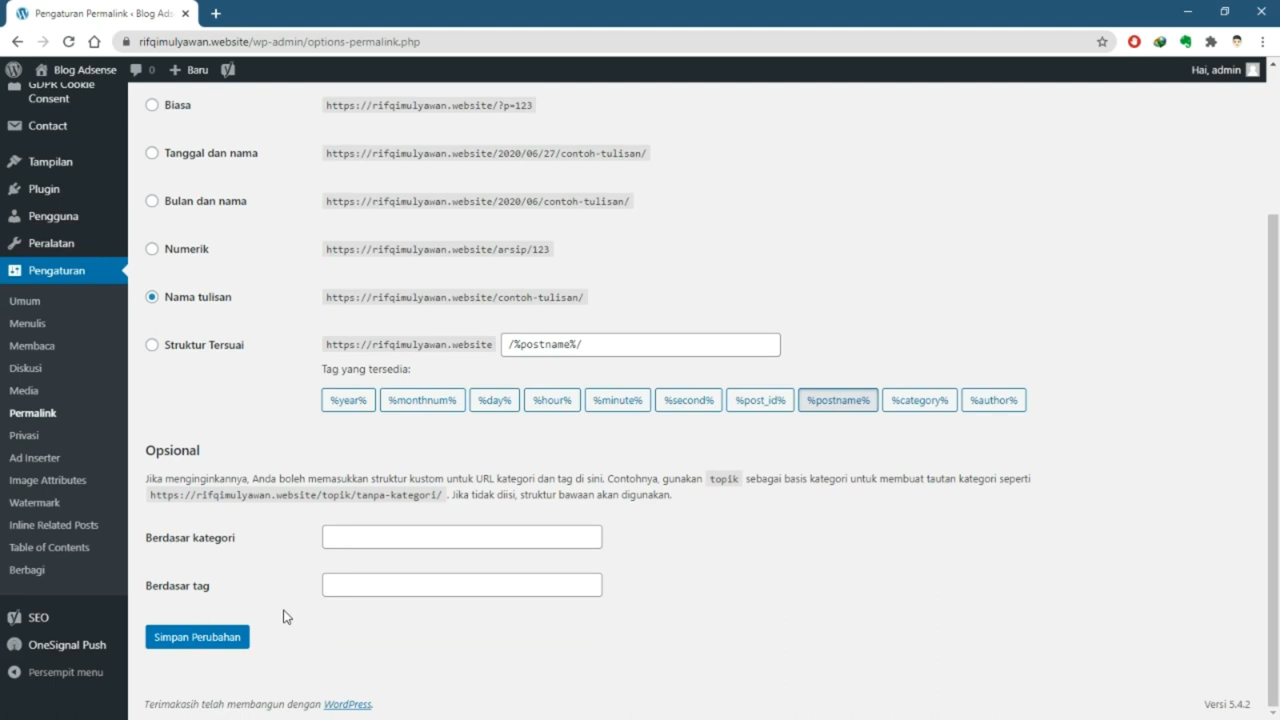 Pengaturan Permalink ‹ Blog Ads
rifqimulyawan.website/wp-admin/options-permalink.php
Blog Adsense
0
Baru
Hai, admin
GDPR Cookie
Consent
Contact
Tampilan
Plugin
Pengguna
Peralatan
Pengaturan
Umum
Menulis
Membaca
Diskusi
Media
Permalink
Privasi
Ad Inserter
Image Attributes
Watermark
Inline Related Posts
Table of Contents
Berbagi
SEO
OneSignal Push
Persempit menu
Biasa https://rifqimulyawan.website/?p=123
Tanggal dan nama https://rifqimulyawan.website/2020/06/27/contoh-tulisan/
Bulan dan nama https://rifqimulyawan.website/2020/06/contoh-tulisan/
Numerik https://rifqimulyawan.website/arsip/123
Nama tulisan https://rifqimulyawan.website/contoh-tulisan/
Struktur Tersuai https://rifqimulyawan.website /%postname%/
Tag yang tersedia:
%year% %monthnum% %day% %hour% %minute% %second% %post_id% %postname% %category% %author%
Opsional
Jika menginginkannya, Anda boleh memasukkan struktur kustom untuk URL kategori dan tag di sini. Contohnya, gunakan topik sebagai basis kategori untuk membuat tautan kategori seperti
https://rifqimulyawan.website/topik/tanpa-kategori/ . Jika tidak diisi, struktur bawaan akan digunakan.
Berdasar kategori
Berdasar tag
Simpan Perubahan
Terimakasih telah membangun dengan WordPress.
Versi 5.4.2